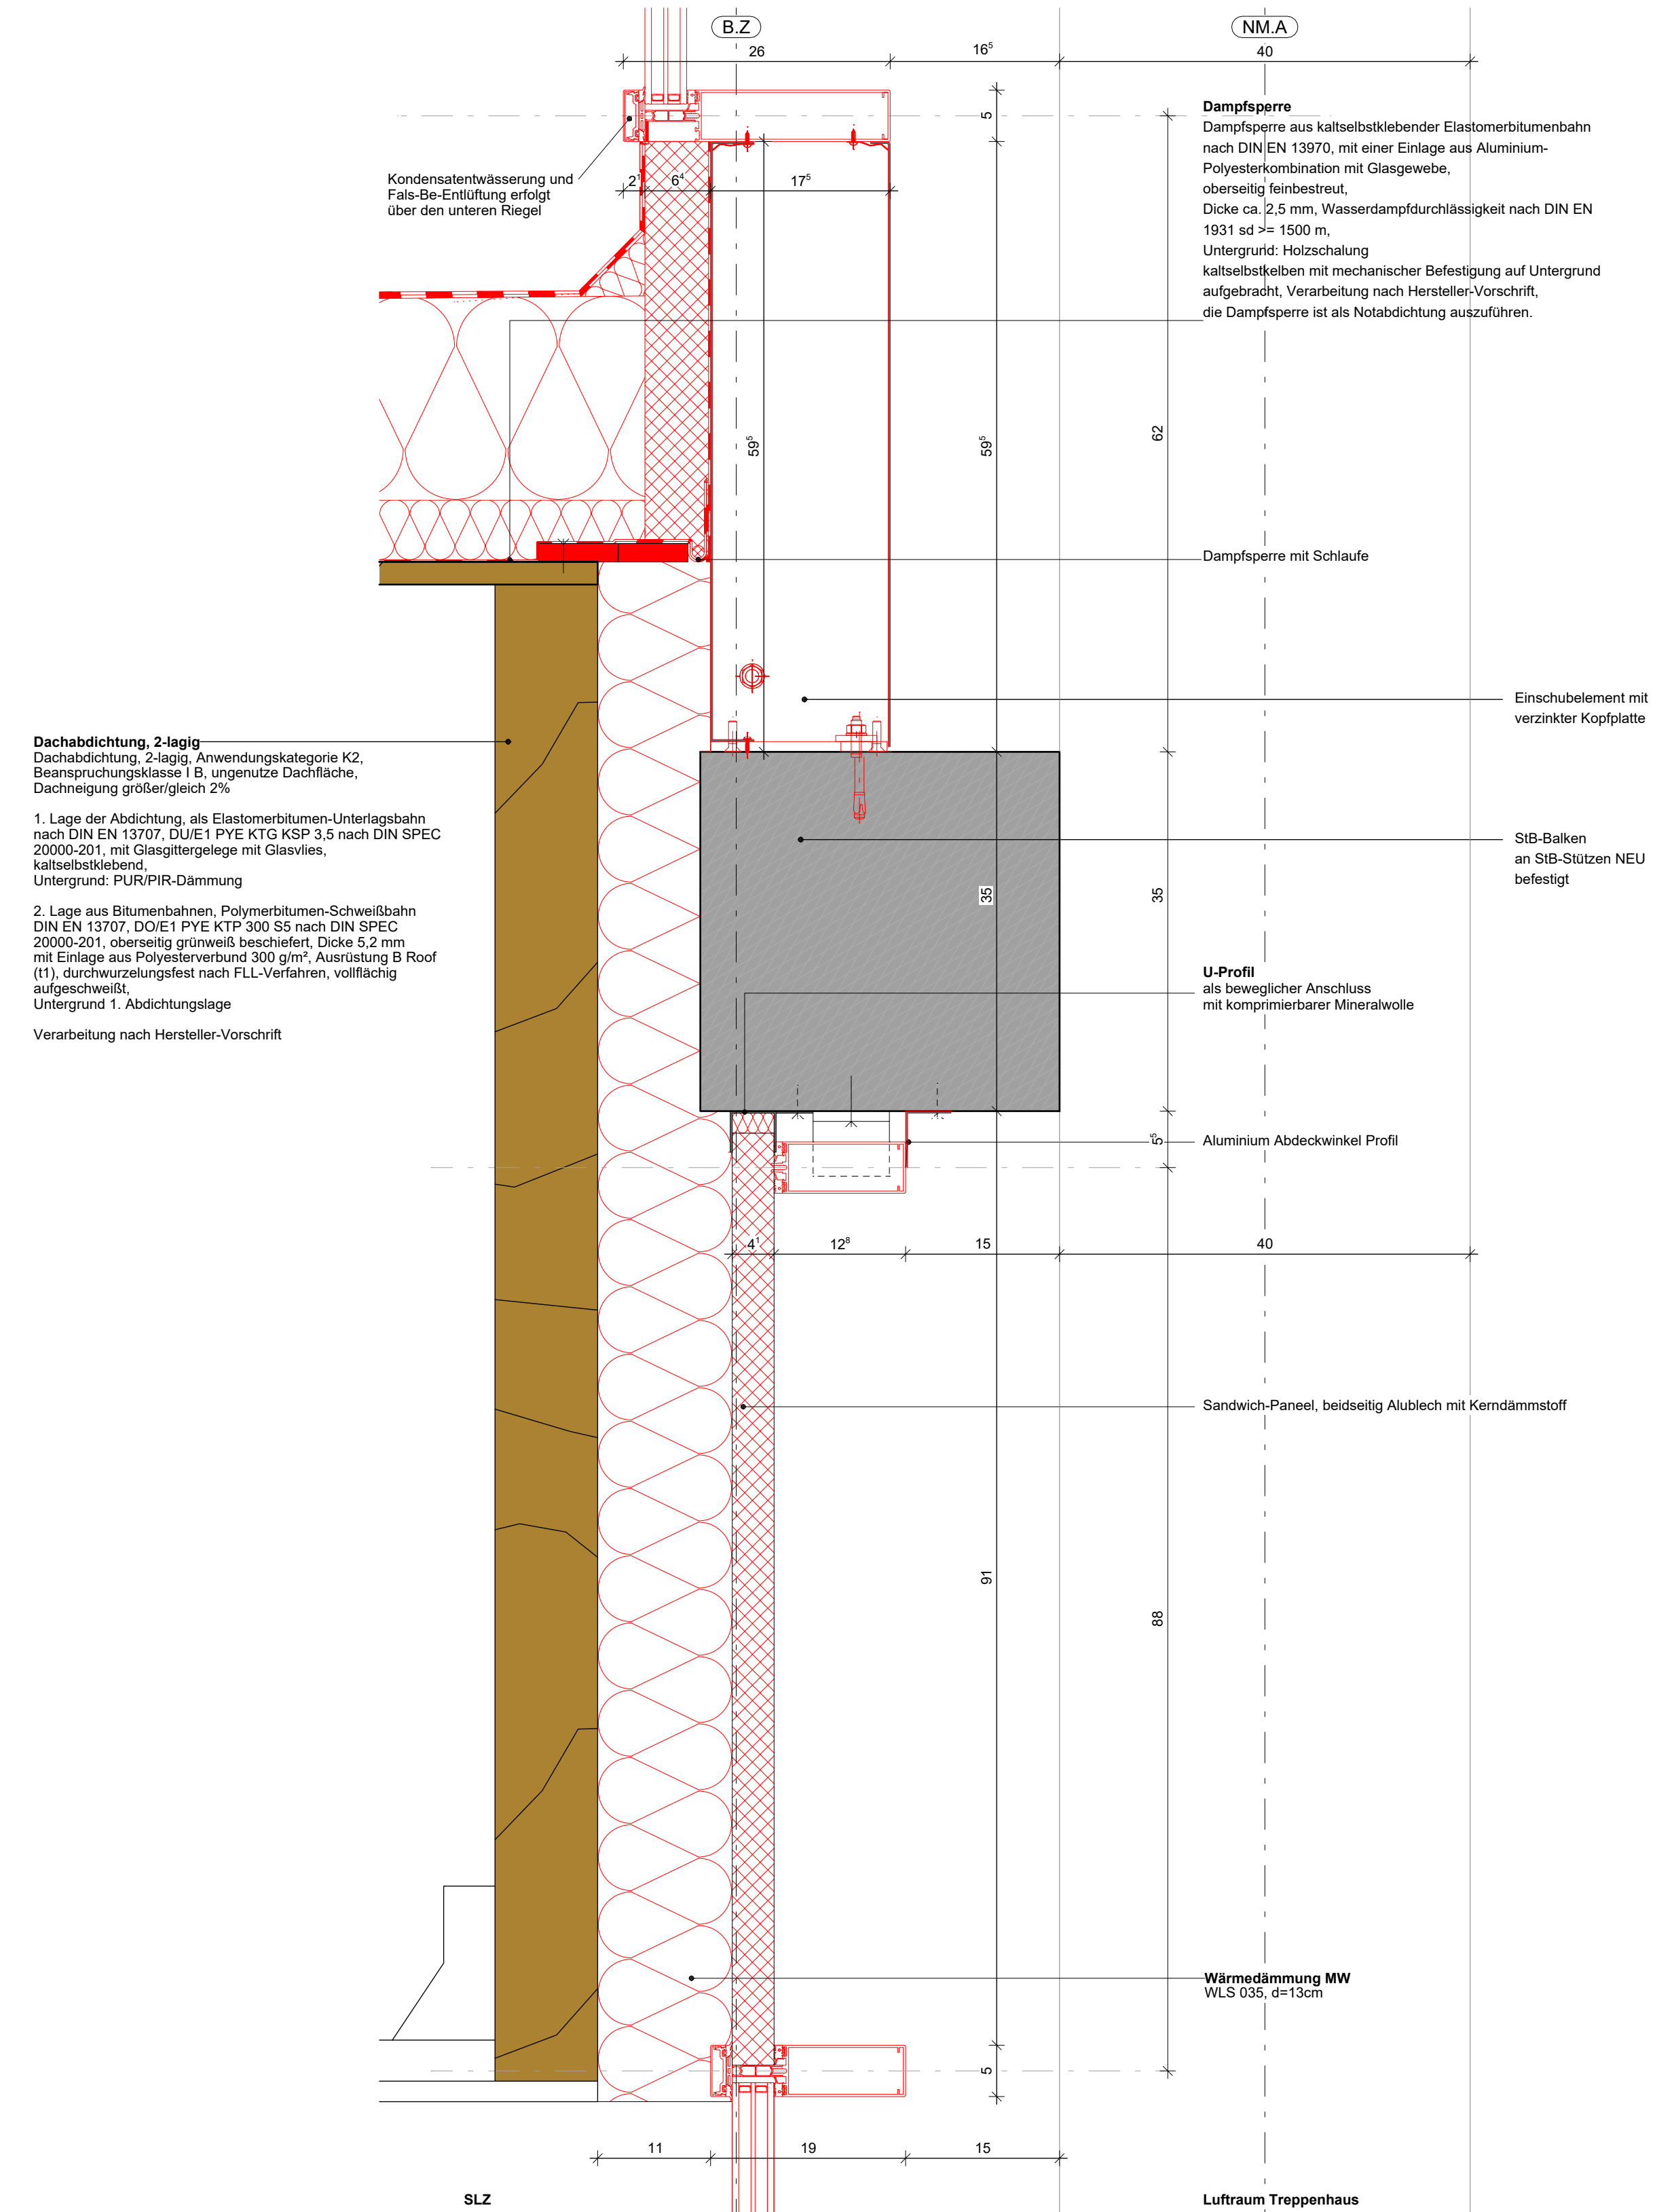 B.Z
NM.A
26
16⁵
40
5
Dampfsperre
Dampfsperre aus kaltselbstklebender Elastomerbitumenbahn
nach DIN EN 13970, mit einer Einlage aus Aluminium-
Polyesterkombination mit Glasgewebe,
oberseitig feinbestreut,
Dicke ca. 2,5 mm, Wasserdampfdurchlässigkeit nach DIN EN
1931 sd >= 1500 m,
Untergrund: Holzschalung
kaltselbstkelben mit mechanischer Befestigung auf Untergrund
aufgebracht, Verarbeitung nach Hersteller-Vorschrift,
die Dampfsperre ist als Notabdichtung auszuführen.
Kondensatentwässerung und
Fals-Be-Entlüftung erfolgt
über den unteren Riegel
2¹
6⁴
17⁵
59⁵
59⁵
62
Dampfsperre mit Schlaufe
Einschubelement mit
verzinkter Kopfplatte
Dachabdichtung, 2-lagig
Dachabdichtung, 2-lagig, Anwendungskategorie K2,
Beanspruchungsklasse I B, ungenutze Dachfläche,
Dachneigung größer/gleich 2%
1. Lage der Abdichtung, als Elastomerbitumen-Unterlagsbahn
nach DIN EN 13707, DU/E1 PYE KTG KSP 3,5 nach DIN SPEC
20000-201, mit Glasgittergelege mit Glasvlies,
kaltselbstklebend,
Untergrund: PUR/PIR-Dämmung
2. Lage aus Bitumenbahnen, Polymerbitumen-Schweißbahn
DIN EN 13707, DO/E1 PYE KTP 300 S5 nach DIN SPEC
20000-201, oberseitig grünweiß beschiefert, Dicke 5,2 mm
mit Einlage aus Polyesterverbund 300 g/m², Ausrüstung B Roof
(t1), durchwurzelungsfest nach FLL-Verfahren, vollflächig
aufgeschweißt,
Untergrund 1. Abdichtungslage
Verarbeitung nach Hersteller-Vorschrift
StB-Balken
an StB-Stützen NEU
befestigt
35
35
U-Profil
als beweglicher Anschluss
mit komprimierbarer Mineralwolle
5⁵
Aluminium Abdeckwinkel Profil
4¹
12⁸
15
40
Sandwich-Paneel, beidseitig Alublech mit Kerndämmstoff
91
88
Wärmedämmung MW
WLS 035, d=13cm
5
11
19
15
SLZ
Luftraum Treppenhaus